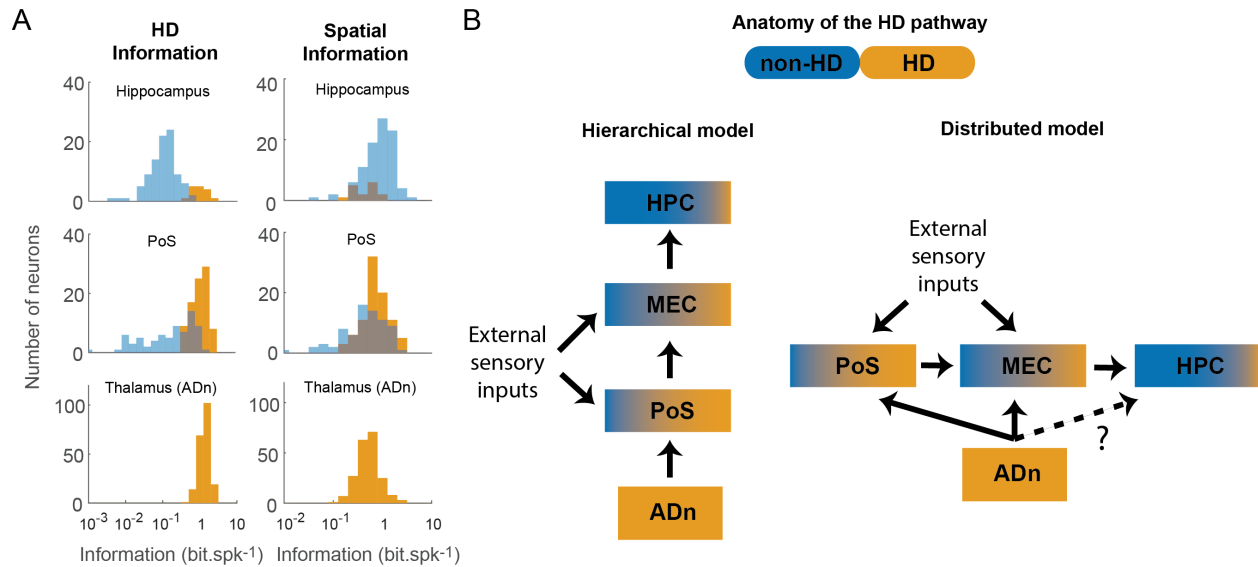 A
HD
Information
Spatial
Information
40
Hippocampus
20
0
40
Hippocampus
20
0
40
PoS
20
0
40
PoS
20
0
Thalamus (ADn)
100
50
0
Thalamus (ADn)
100
50
0
Number of neurons
10-3 10-2 10-1 1 10
10-2 10-1 1 10
Information (bit.spk-1)
Information (bit.spk-1)
B
Anatomy of the HD pathway
non-HD HD
Hierarchical model
HPC
MEC
External
sensory
inputs
PoS
ADn
Distributed model
External
sensory
inputs
PoS MEC HPC
?
ADn